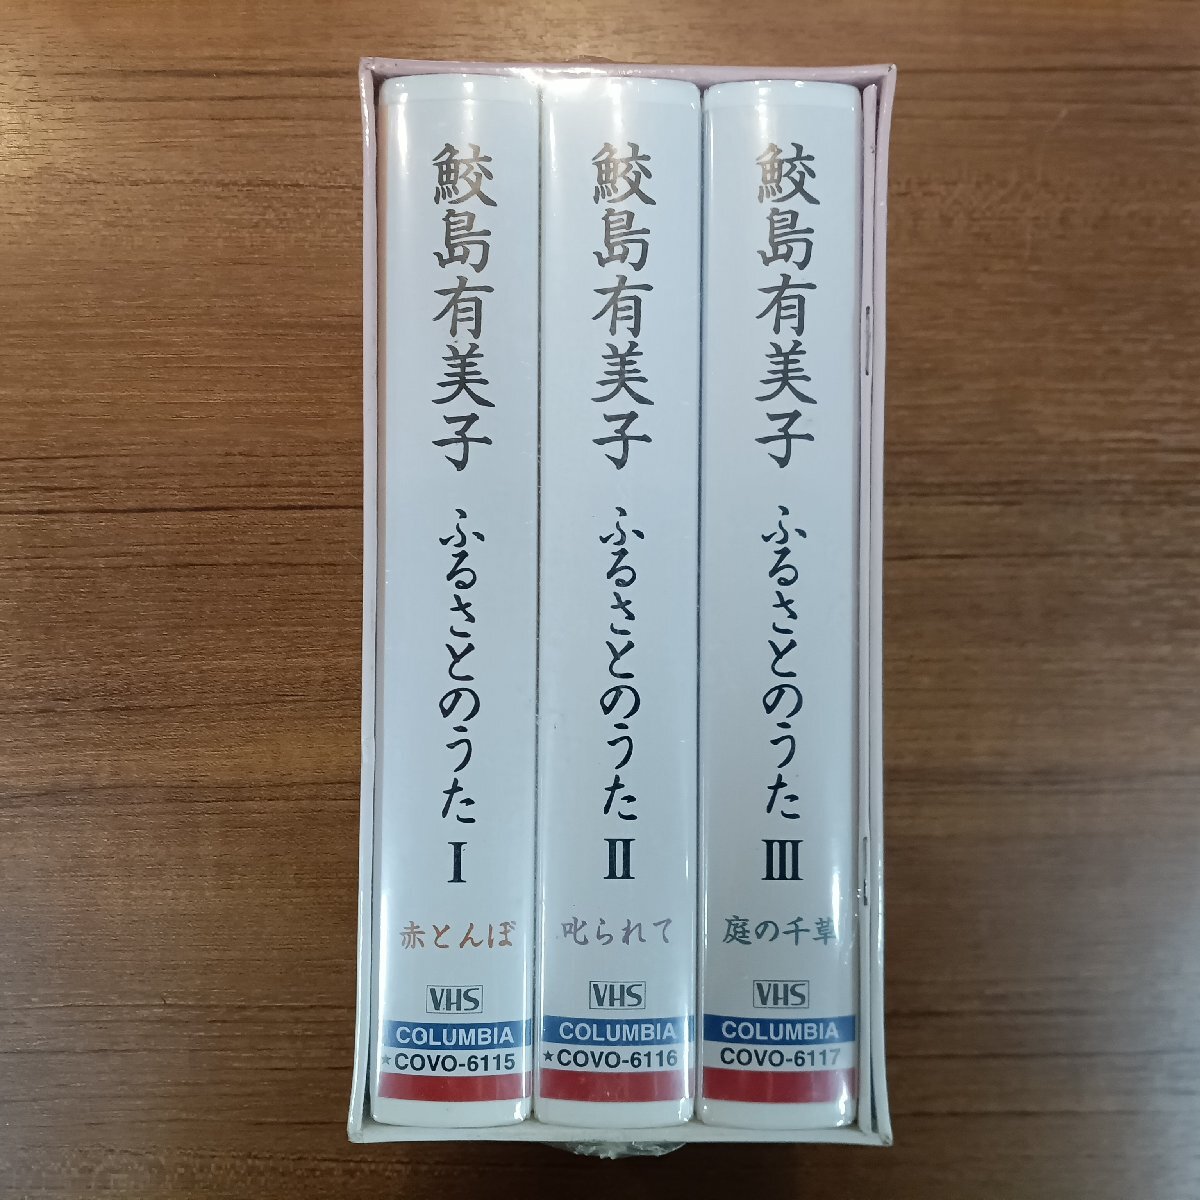 鮫島有美子 ふるさとのうた Ⅰ
赤とんぼ
VHS
COLUMBIA
★COVO-6115
鮫島有美子 ふるさとのうた Ⅱ
叱られて
VHS
COLUMBIA
★COVO-6116
鮫島有美子 ふるさとのうた Ⅲ
庭の千草
VHS
COLUMBIA
COVO-6117